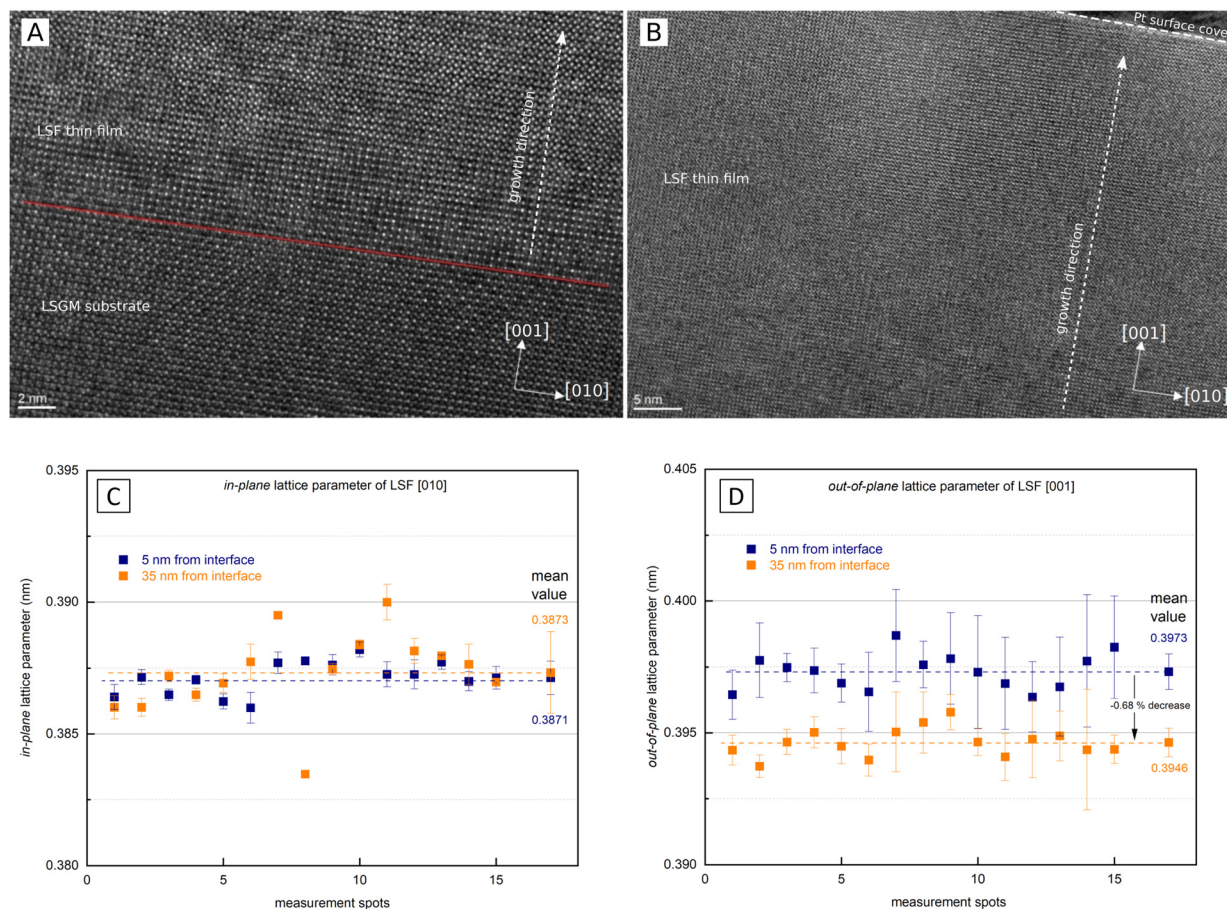 A
LSF thin film
growth direction
LSGM substrate
[001]
[010]
2 nm
B
Pt surface cover
LSF thin film
growth direction
[001]
[010]
5 nm
C
in-plane lattice parameter of LSF [010]
5 nm from interface
35 nm from interface
mean
value
0.3873
0.3871
0.395
0.390
0.385
0.380
in-plane lattice parameter (nm)
0
5
10
15
measurement spots
D
out-of-plane lattice parameter of LSF [001]
5 nm from interface
35 nm from interface
mean
value
0.3973
-0.68 % decrease
0.3946
0.405
0.400
0.395
0.390
out-of-plane lattice parameter (nm)
0
5
10
15
measurement spots